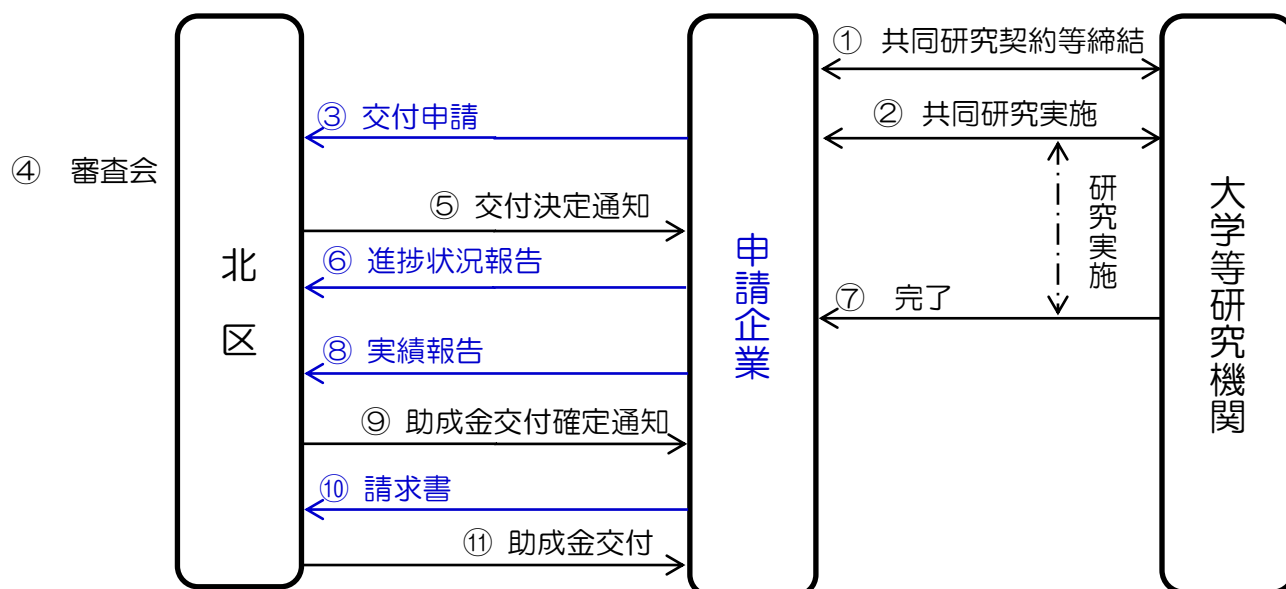 ① 共同研究契約等締結
③ 交付申請
② 共同研究実施
④ 審査会
研究実施
⑤ 交付決定通知
北区
申請企業
大学等研究機関
⑥ 進捗状況報告
⑦ 完了
⑧ 実績報告
⑨ 助成金交付確定通知
⑩ 請求書
⑪ 助成金交付